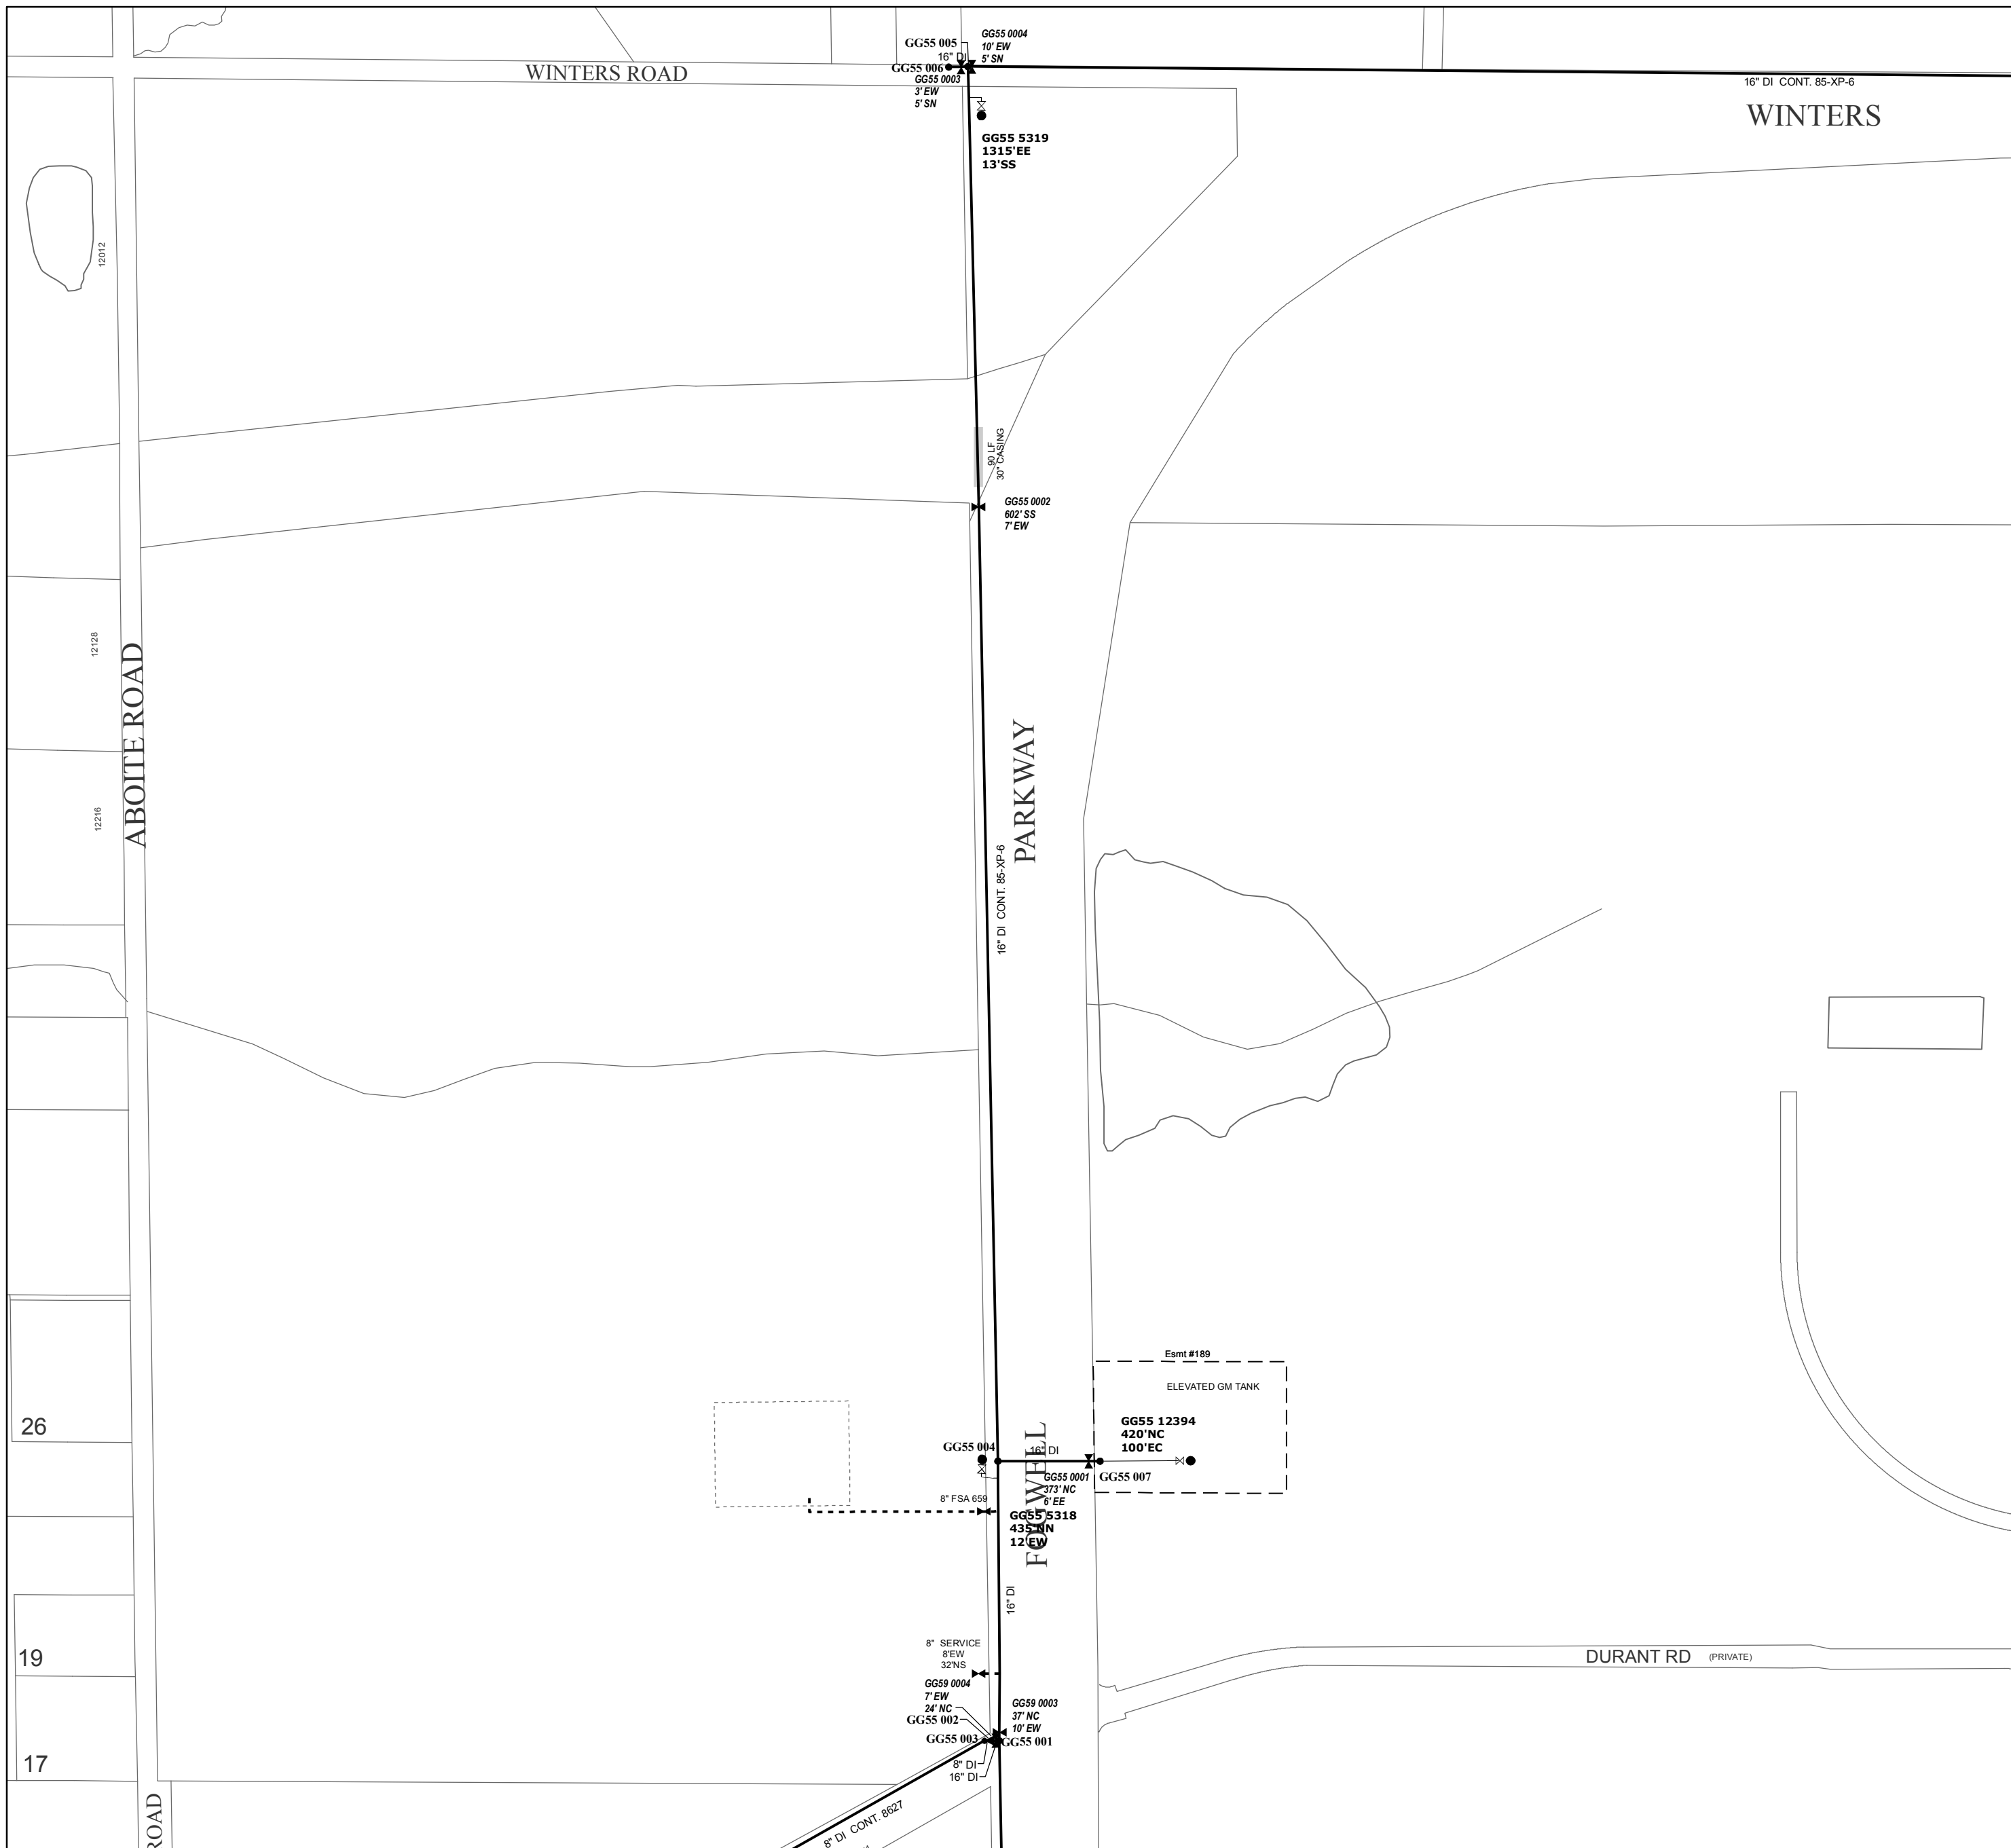 GG55 0004
10' EW
5' SN
GG55 005
16" DI
GG55 006
WINTERS ROAD
GG55 0003
3' EW
5' SN
16" DI CONT. 85-XP-6
WINTERS
GG55 5319
1315'EE
13'SS
12012
90 LF
30" CASING
GG55 0002
602' SS
7' EW
12128
ABOITE ROAD
12216
PARKWAY
16" DI CONT. 85-XP-6
Esmt #189
ELEVATED GM TANK
26
GG55 12394
420'NC
100'EC
GG55 004
16" DI
GG55 0001
373' NC
6' EE
GG55 007
8" FSA 659
GG55 5318
435'NN
12'EW
FOGWELL
16" DI
8" SERVICE
8'EW
32'NS
19
DURANT RD (PRIVATE)
GG59 0004
7' EW
24' NC
GG59 0003
37' NC
10' EW
GG55 002
GG55 003
GG55 001
17
8" DI
16" DI
ROAD
8" DI CONT. 8627